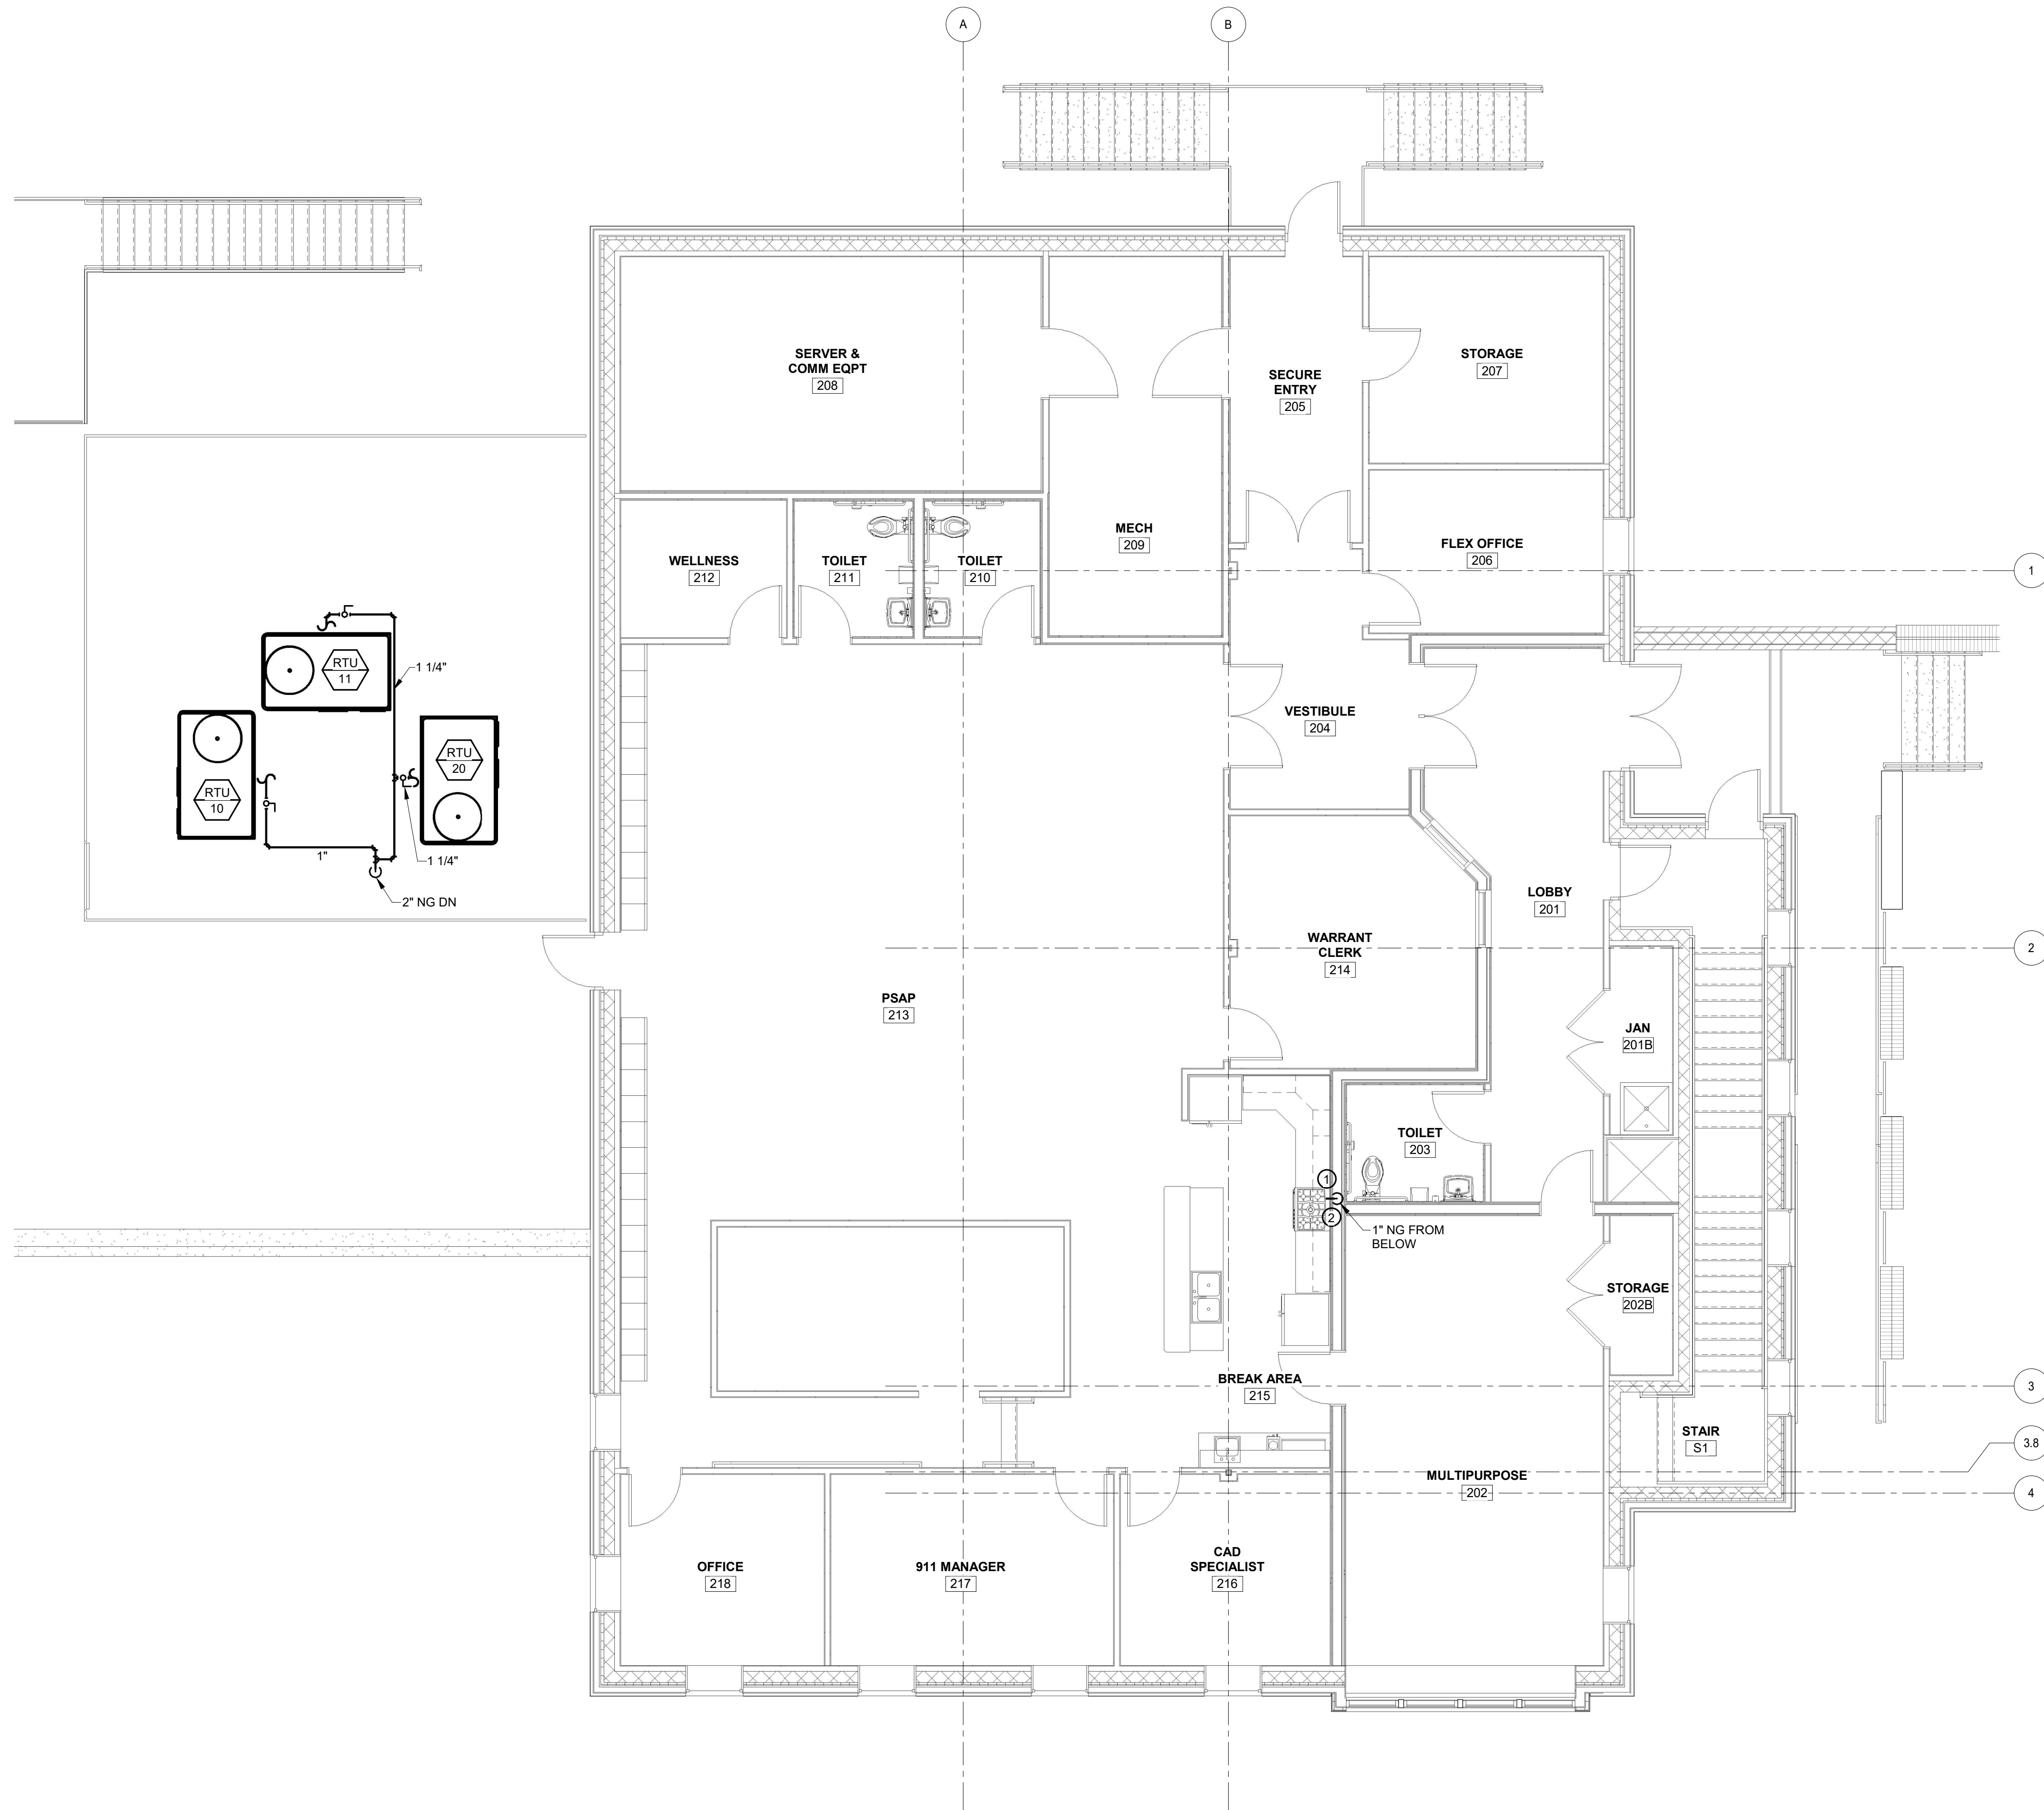 A
B
SERVER &
COMM EQPT
208
STORAGE
207
SECURE
ENTRY
205
MECH
209
FLEX OFFICE
206
WELLNESS
212
TOILET
211
TOILET
210
1
RTU
11
1 1/4"
VESTIBULE
204
RTU
20
RTU
10
1"
1 1/4"
2" NG DN
LOBBY
201
WARRANT
CLERK
214
2
PSAP
213
JAN
201B
TOILET
203
1
2
1" NG FROM
BELOW
STORAGE
202B
BREAK AREA
215
3
STAIR
S1
3.8
MULTIPURPOSE
202
4
OFFICE
218
911 MANAGER
217
CAD
SPECIALIST
216